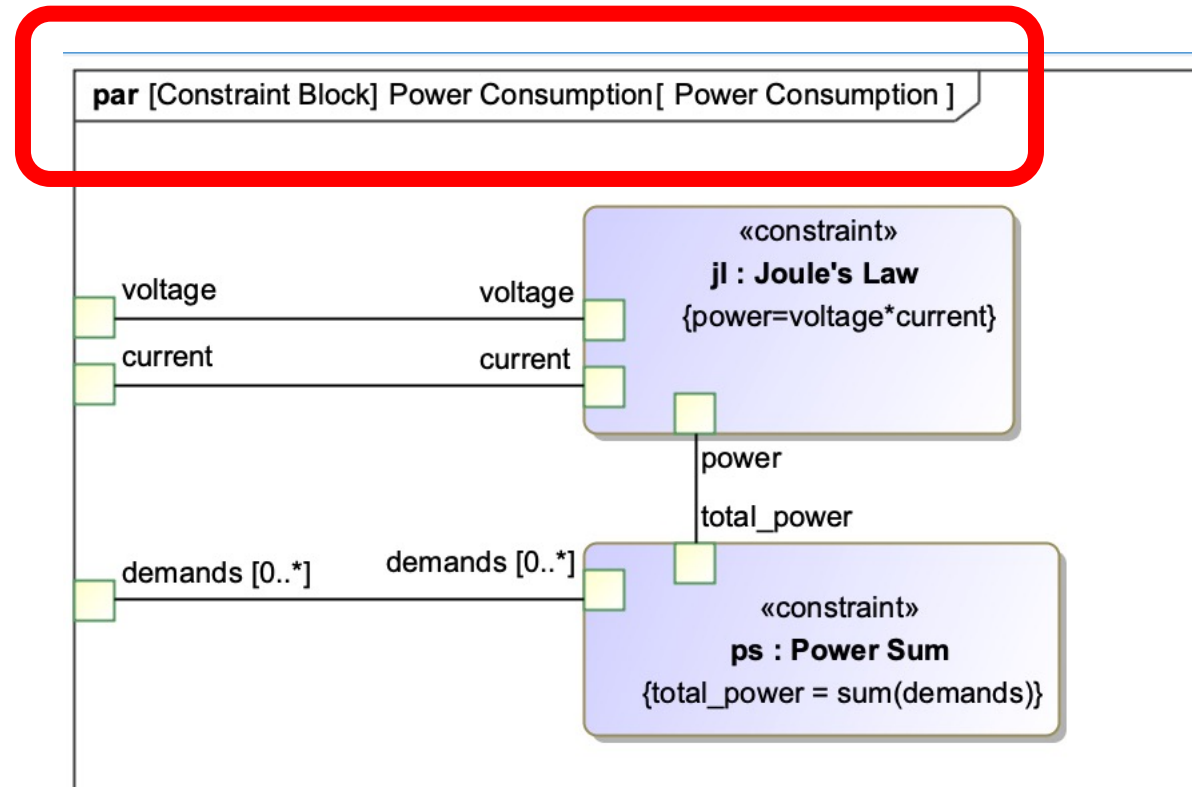 par [Constraint Block] Power Consumption[ Power Consumption ]
«constraint»
jl : Joule's Law
{power=voltage*current}
voltage
voltage
current
current
power
total_power
demands [0..*]
demands [0..*]
«constraint»
ps : Power Sum
{total_power = sum(demands)}